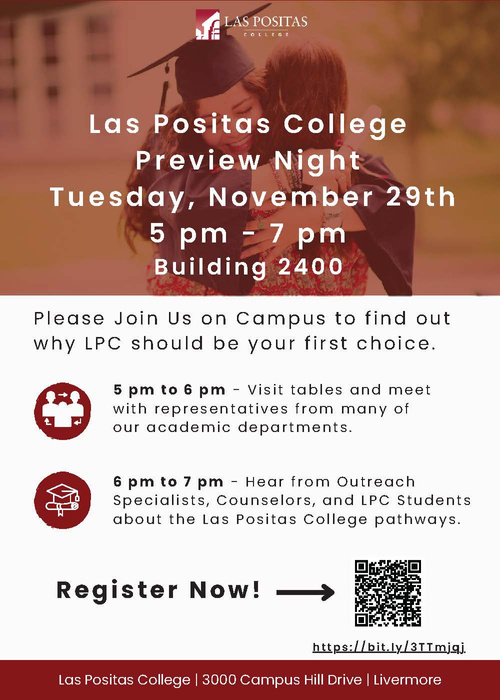 LAS POSITAS
COLLEGE
Las Positas College
Preview Night
Tuesday, November 29th
5 pm - 7 pm
Building 2400
Please Join Us on Campus to find out
why LPC should be your first choice.
5 pm to 6 pm - Visit tables and meet
with representatives from many of
our academic departments.
6 pm to 7 pm - Hear from Outreach
Specialists, Counselors, and LPC Students
about the Las Positas College pathways.
Register Now!
https://bit.ly/3TTmjqj
Las Positas College | 3000 Campus Hill Drive | Livermore